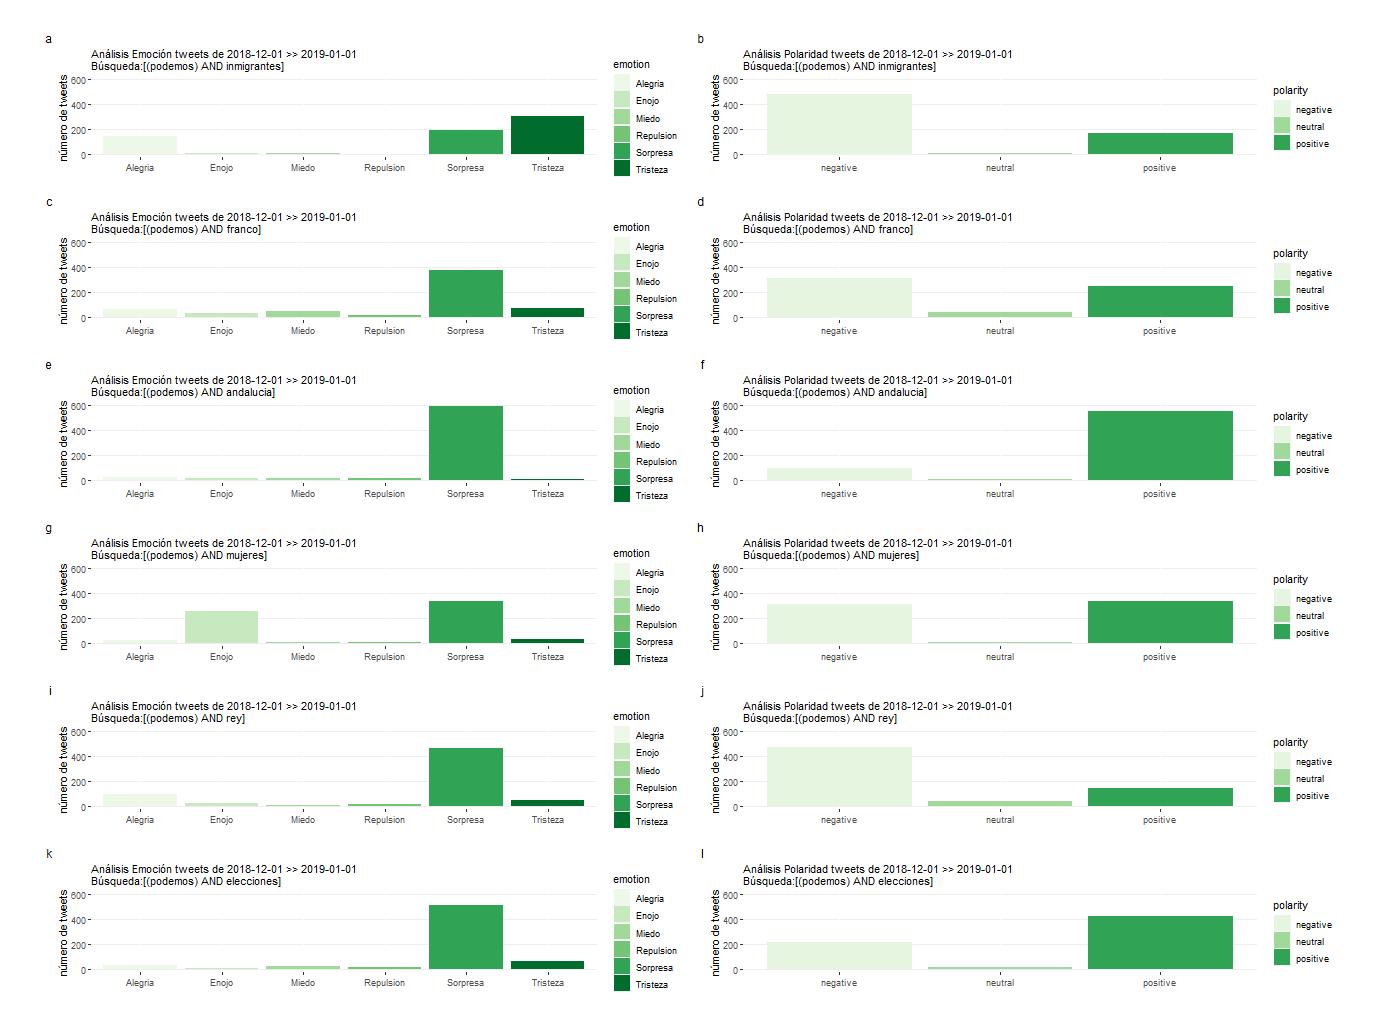 a
Análisis Emoción tweets de 2018-12-01 >> 2019-01-01
Búsqueda:[(podemos) AND inmigrantes]
número de tweets
600
400
200
0
Alegria Enojo Miedo Repulsion Sorpresa Tristeza
emotion
Alegria
Enojo
Miedo
Repulsion
Sorpresa
Tristeza
b
Análisis Polaridad tweets de 2018-12-01 >> 2019-01-01
Búsqueda:[(podemos) AND inmigrantes]
número de tweets
600
400
200
0
negative neutral positive
polarity
negative
neutral
positive
c
Análisis Emoción tweets de 2018-12-01 >> 2019-01-01
Búsqueda:[(podemos) AND franco]
número de tweets
600
400
200
0
Alegria Enojo Miedo Repulsion Sorpresa Tristeza
emotion
Alegria
Enojo
Miedo
Repulsion
Sorpresa
Tristeza
d
Análisis Polaridad tweets de 2018-12-01 >> 2019-01-01
Búsqueda:[(podemos) AND franco]
número de tweets
600
400
200
0
negative neutral positive
polarity
negative
neutral
positive
e
Análisis Emoción tweets de 2018-12-01 >> 2019-01-01
Búsqueda:[(podemos) AND andalucia]
número de tweets
600
400
200
0
Alegria Enojo Miedo Repulsion Sorpresa Tristeza
emotion
Alegria
Enojo
Miedo
Repulsion
Sorpresa
Tristeza
f
Análisis Polaridad tweets de 2018-12-01 >> 2019-01-01
Búsqueda:[(podemos) AND andalucia]
número de tweets
600
400
200
0
negative neutral positive
polarity
negative
neutral
positive
g
Análisis Emoción tweets de 2018-12-01 >> 2019-01-01
Búsqueda:[(podemos) AND mujeres]
número de tweets
600
400
200
0
Alegria Enojo Miedo Repulsion Sorpresa Tristeza
emotion
Alegria
Enojo
Miedo
Repulsion
Sorpresa
Tristeza
h
Análisis Polaridad tweets de 2018-12-01 >> 2019-01-01
Búsqueda:[(podemos) AND mujeres]
número de tweets
600
400
200
0
negative neutral positive
polarity
negative
neutral
positive
i
Análisis Emoción tweets de 2018-12-01 >> 2019-01-01
Búsqueda:[(podemos) AND rey]
número de tweets
600
400
200
0
Alegria Enojo Miedo Repulsion Sorpresa Tristeza
emotion
Alegria
Enojo
Miedo
Repulsion
Sorpresa
Tristeza
j
Análisis Polaridad tweets de 2018-12-01 >> 2019-01-01
Búsqueda:[(podemos) AND rey]
número de tweets
600
400
200
0
negative neutral positive
polarity
negative
neutral
positive
k
Análisis Emoción tweets de 2018-12-01 >> 2019-01-01
Búsqueda:[(podemos) AND elecciones]
número de tweets
600
400
200
0
Alegria Enojo Miedo Repulsion Sorpresa Tristeza
emotion
Alegria
Enojo
Miedo
Repulsion
Sorpresa
Tristeza
l
Análisis Polaridad tweets de 2018-12-01 >> 2019-01-01
Búsqueda:[(podemos) AND elecciones]
número de tweets
600
400
200
0
negative neutral positive
polarity
negative
neutral
positive